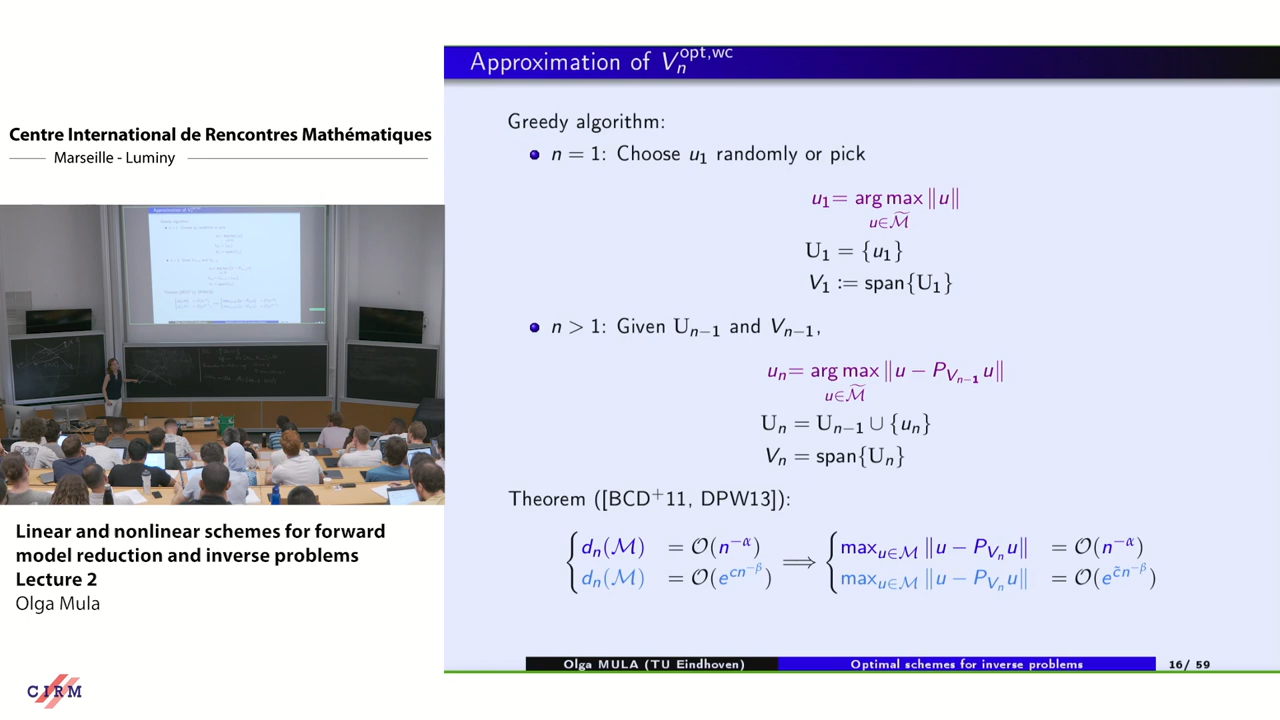 Centre International de Rencontres Mathématiques
Marseille - Luminy
Linear and nonlinear schemes for forward
model reduction and inverse problems
Lecture 2
Olga Mula
CIRM
Approximation of V_n^{opt,wc}
Greedy algorithm:
n = 1: Choose u_1 randomly or pick
u_1 = arg max ‖u‖
u∈M̃
U_1 = {u_1}
V_1 := span{U_1}
n > 1: Given U_{n−1} and V_{n−1},
u_n = arg max ‖u − P_{V_{n−1}} u‖
u∈M̃
U_n = U_{n−1} ∪ {u_n}
V_n = span{U_n}
Theorem ([BCD^+11, DPW13]):
{ d_n(M) = O(n^{−α}) ⟹ { max_{u∈M} ‖u − P_{V_n} u‖ = O(n^{−α})
d_n(M) = O(e^{cn^{−β}}) max_{u∈M} ‖u − P_{V_n} u‖ = O(e^{c̃n^{−β}})
Olga MULA (TU Eindhoven) Optimal schemes for inverse problems 16/ 59